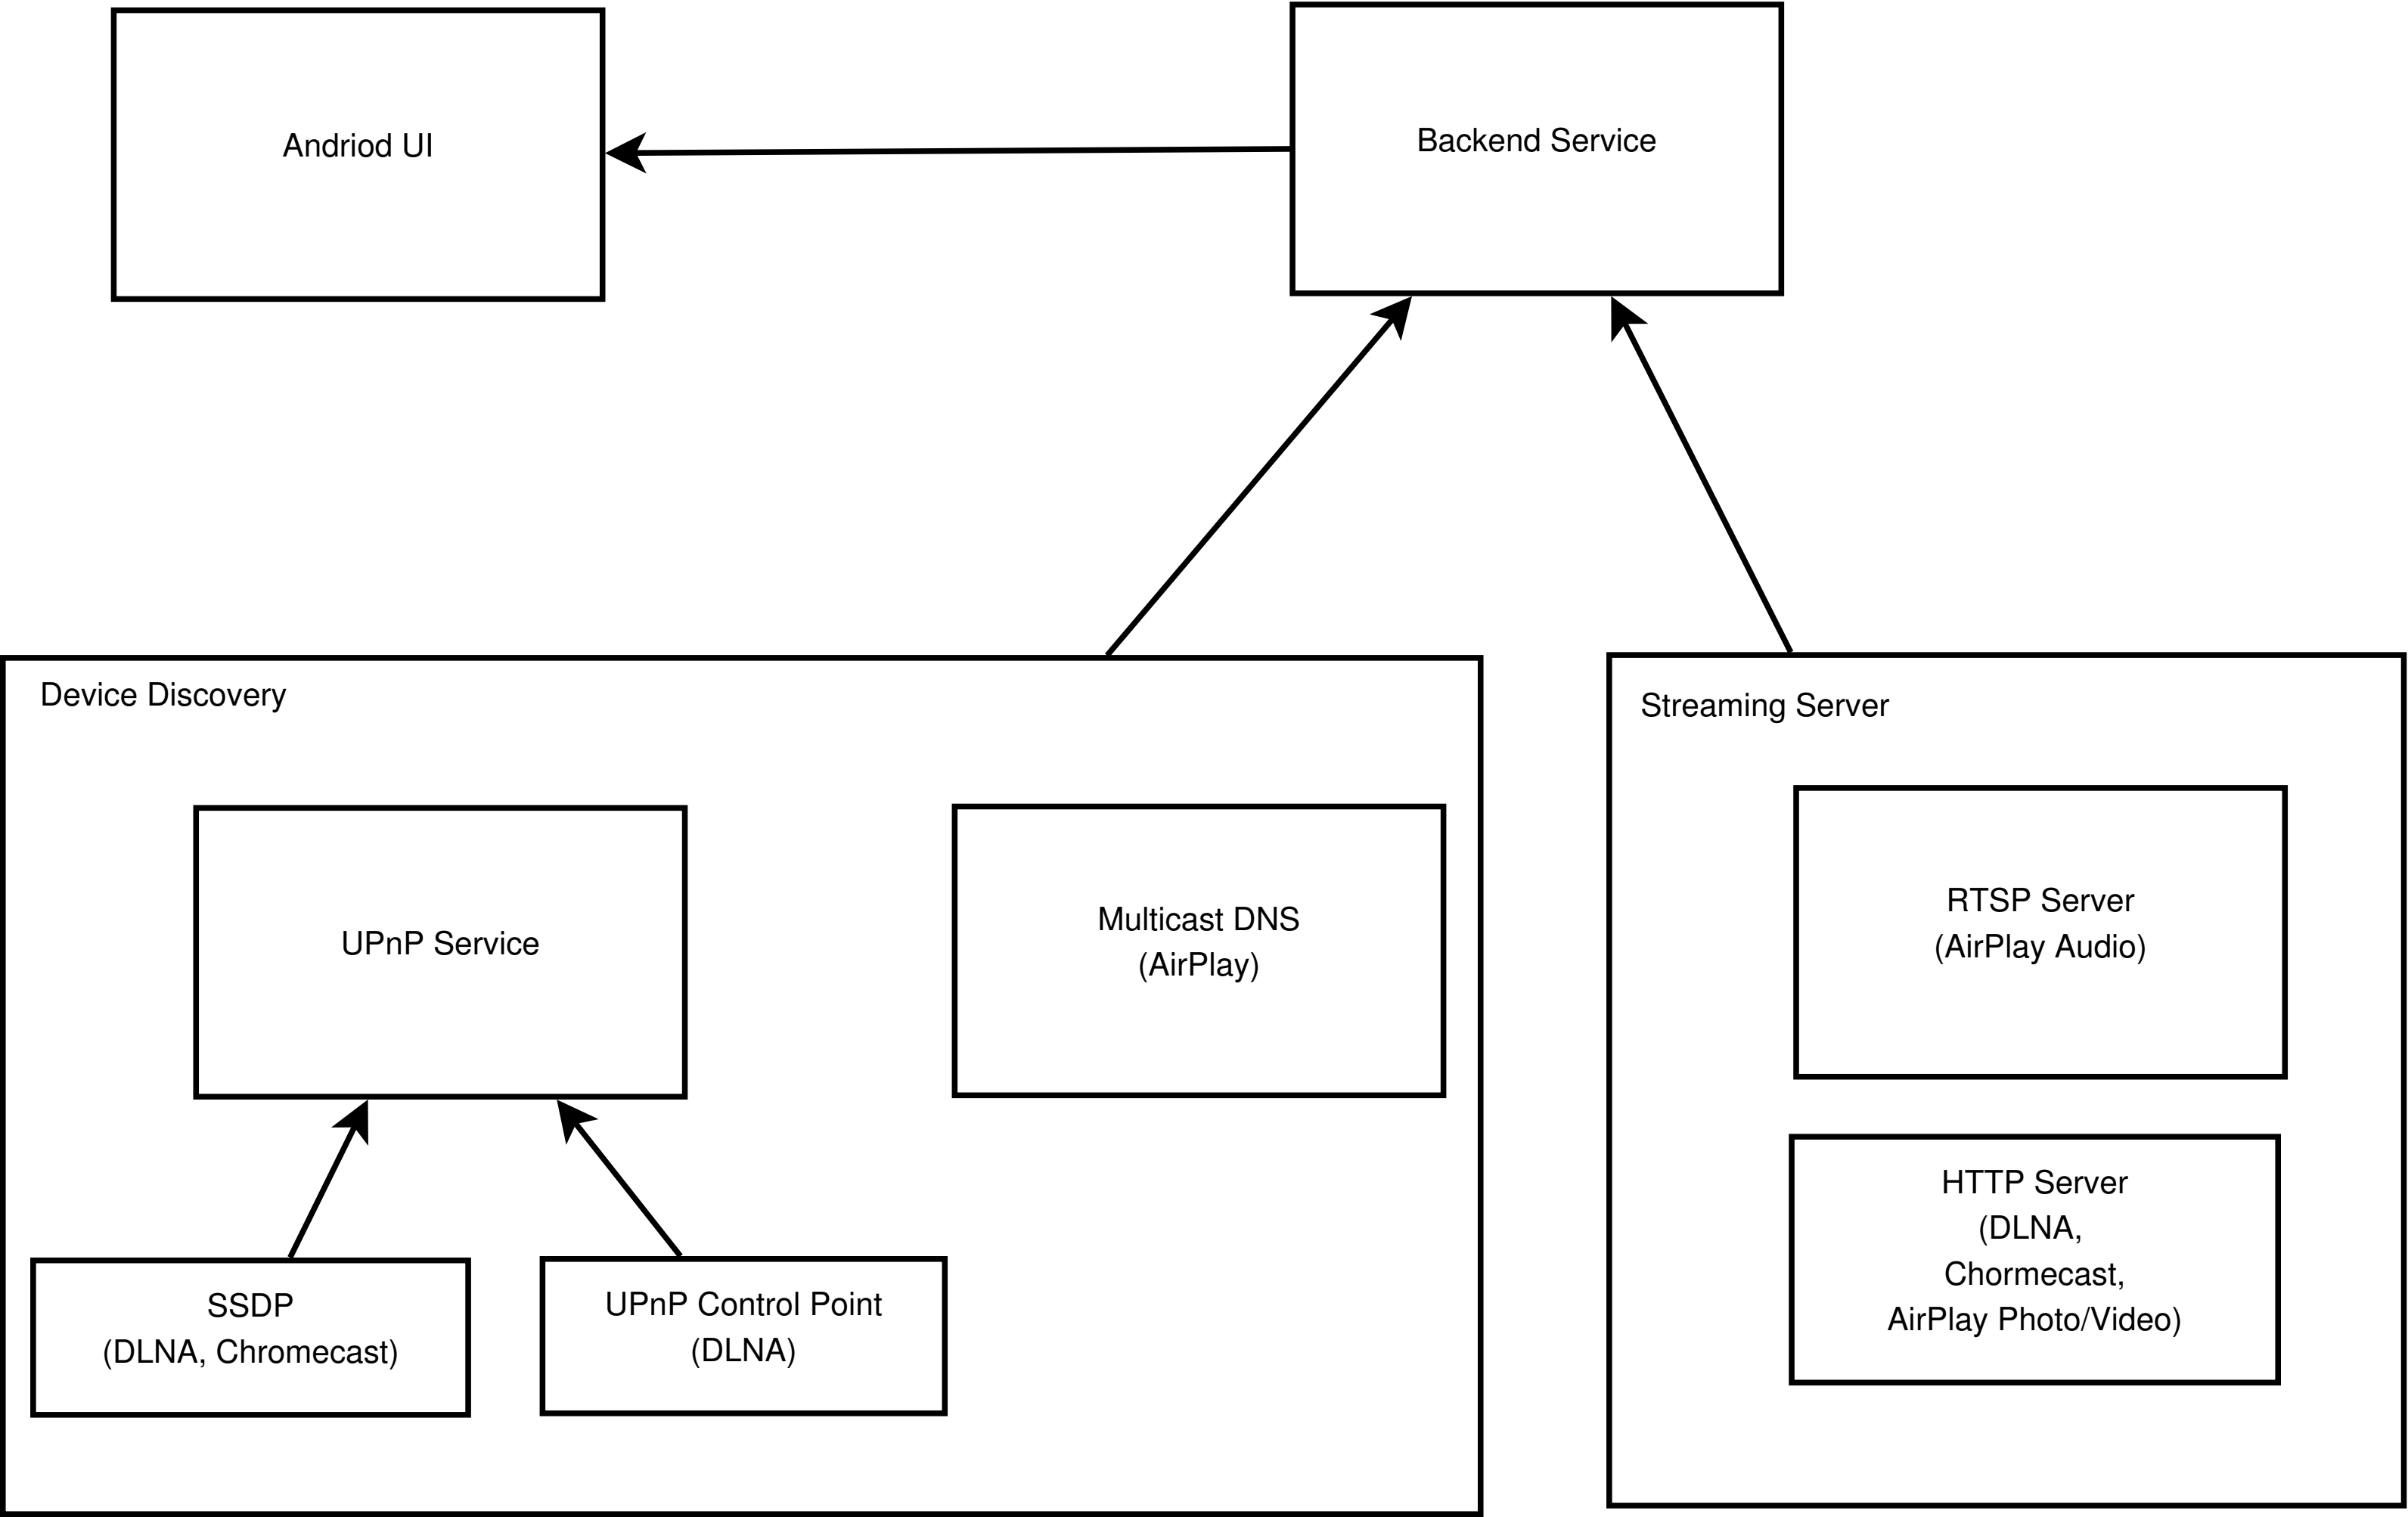 Andriod UI
Backend Service
Device Discovery
Streaming Server
UPnP Service
Multicast DNS
(AirPlay)
RTSP Server
(AirPlay Audio)
SSDP
(DLNA, Chromecast)
UPnP Control Point
(DLNA)
HTTP Server
(DLNA,
Chormecast,
AirPlay Photo/Video)